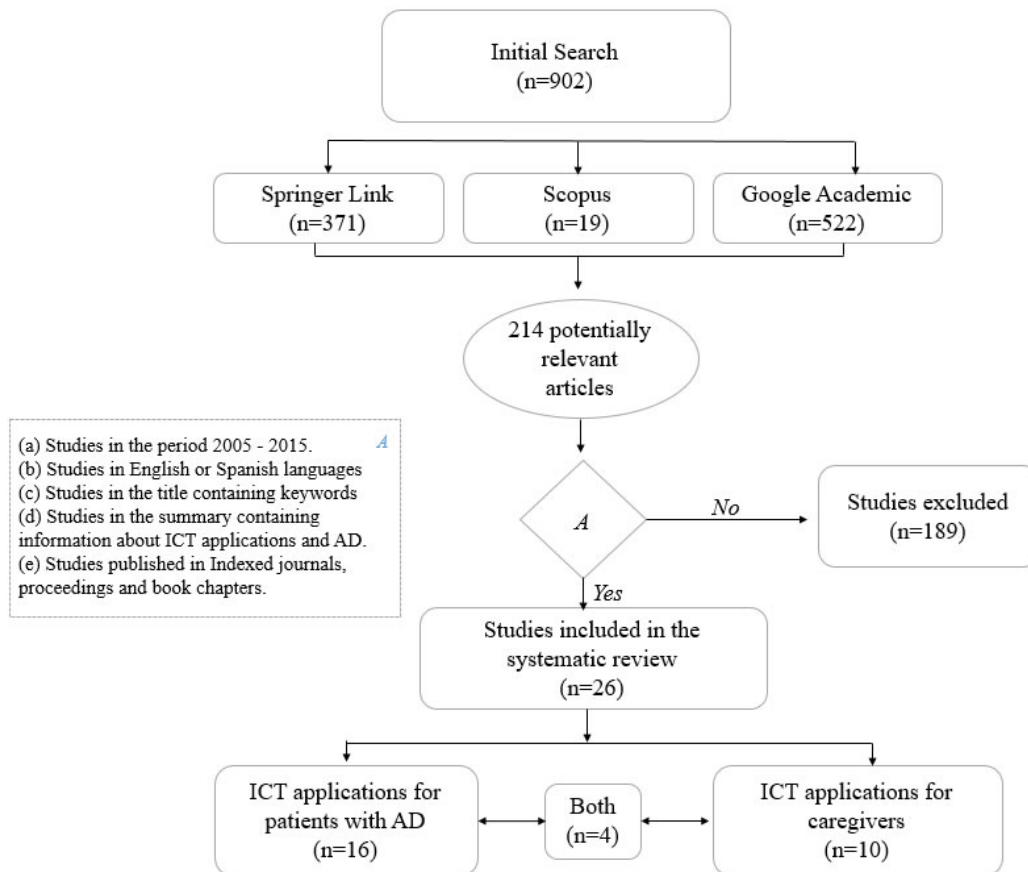 Initial Search
(n=902)
Springer Link
(n=371)
Scopus
(n=19)
Google Academic
(n=522)
214 potentially
relevant
articles
(a) Studies in the period 2005 - 2015. A
(b) Studies in English or Spanish languages
(c) Studies in the title containing keywords
(d) Studies in the summary containing
information about ICT applications and AD.
(e) Studies published in Indexed journals,
proceedings and book chapters.
A
No
Studies excluded
(n=189)
Yes
Studies included in the
systematic review
(n=26)
ICT applications for
patients with AD
(n=16)
Both
(n=4)
ICT applications for
caregivers
(n=10)